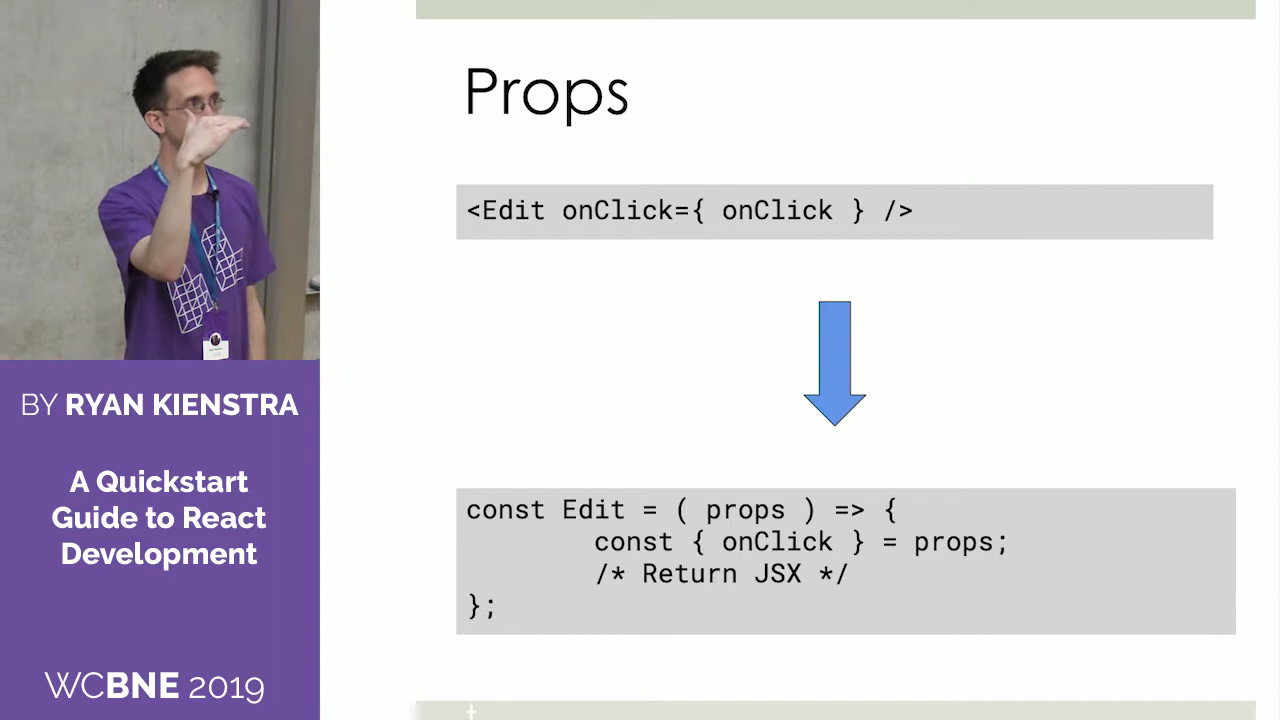 Props
<Edit onClick={ onClick } />
const Edit = ( props ) => {
const { onClick } = props;
/* Return JSX */
};
BY RYAN KIENSTRA
A Quickstart
Guide to React
Development
WCBNE 2019